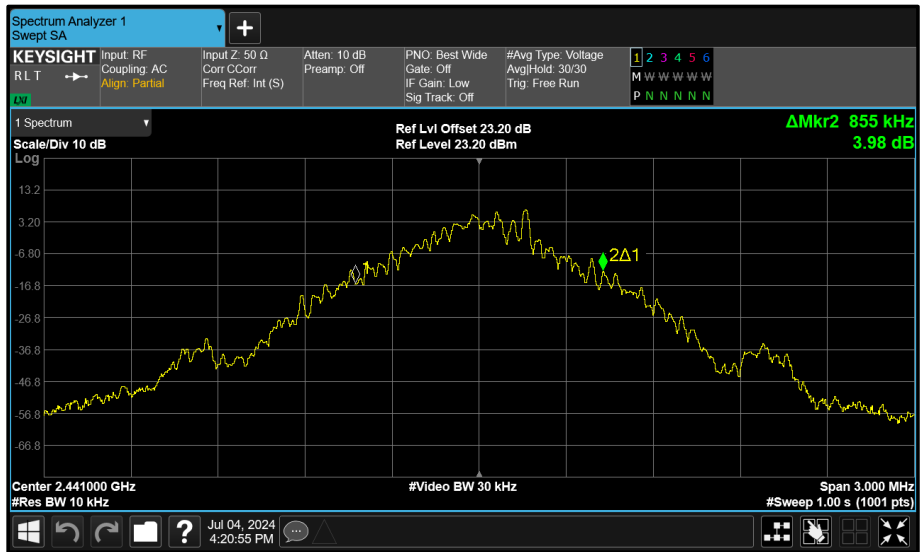 Spectrum Analyzer 1
Swept SA
+
KEYSIGHT
R L T
LXI
Input: RF
Coupling: AC
Align: Partial
Input Z: 50 Ω
Corr CCorr
Freq Ref: Int (S)
Atten: 10 dB
Preamp: Off
PNO: Best Wide
Gate: Off
IF Gain: Low
Sig Track: Off
#Avg Type: Voltage
Avg|Hold: 30/30
Trig: Free Run
1 2 3 4 5 6
M W W W W W
P N N N N N
1 Spectrum
Scale/Div 10 dB
Log
Ref Lvl Offset 23.20 dB
Ref Level 23.20 dBm
ΔMkr2 855 kHz
3.98 dB
13.2
3.20
-6.80
-16.8
-26.8
-36.8
-46.8
-56.8
-66.8
1
2Δ1
Center 2.441000 GHz
#Res BW 10 kHz
#Video BW 30 kHz
Span 3.000 MHz
#Sweep 1.00 s (1001 pts)
?
Jul 04, 2024
4:20:55 PM